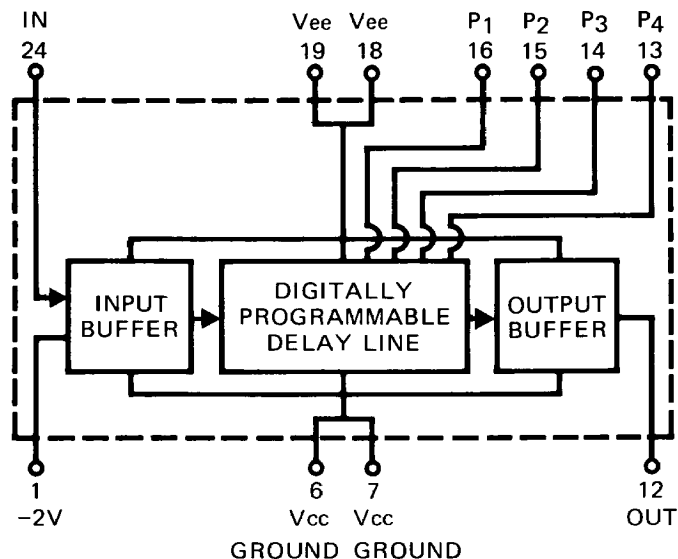 IN Vee Vee P1 P2 P3 P4
24 19 18 16 15 14 13
INPUT BUFFER
DIGITALLY PROGRAMMABLE DELAY LINE
OUTPUT BUFFER
1 6 7 12
-2V Vcc Vcc OUT
GROUND GROUND